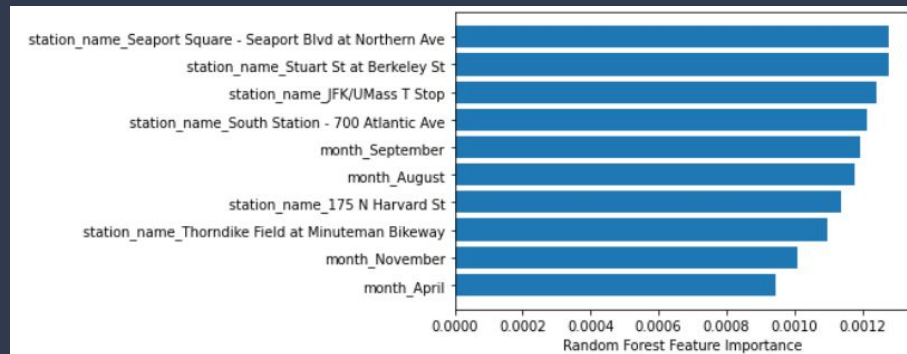 station_name_Seaport Square - Seaport Blvd at Northern Ave
station_name_Stuart St at Berkeley St
station_name_JFK/UMass T Stop
station_name_South Station - 700 Atlantic Ave
month_September
month_August
station_name_175 N Harvard St
station_name_Thorndike Field at Minuteman Bikeway
month_November
month_April
0.0000 0.0002 0.0004 0.0006 0.0008 0.0010 0.0012
Random Forest Feature Importance